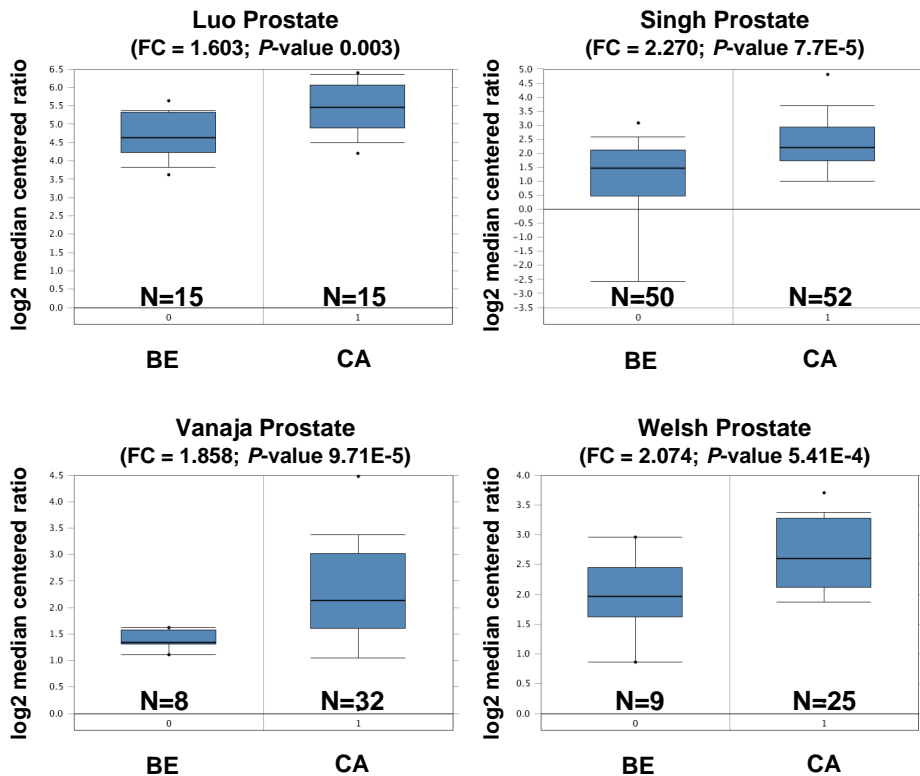 Luo Prostate
(FC = 1.603; P-value 0.003)
log2 median centered ratio
6.5
6.0
5.5
5.0
4.5
4.0
3.5
3.0
2.5
2.0
1.5
1.0
0.5
0.0
N=15
N=15
0
1
BE
CA
Singh Prostate
(FC = 2.270; P-value 7.7E-5)
log2 median centered ratio
5.0
4.5
4.0
3.5
3.0
2.5
2.0
1.5
1.0
0.5
0.0
-0.5
-1.0
-1.5
-2.0
-2.5
-3.0
-3.5
N=50
N=52
0
1
BE
CA
Vanaja Prostate
(FC = 1.858; P-value 9.71E-5)
log2 median centered ratio
4.5
4.0
3.5
3.0
2.5
2.0
1.5
1.0
0.5
0.0
N=8
N=32
0
1
BE
CA
Welsh Prostate
(FC = 2.074; P-value 5.41E-4)
log2 median centered ratio
4.0
3.5
3.0
2.5
2.0
1.5
1.0
0.5
0.0
N=9
N=25
0
1
BE
CA